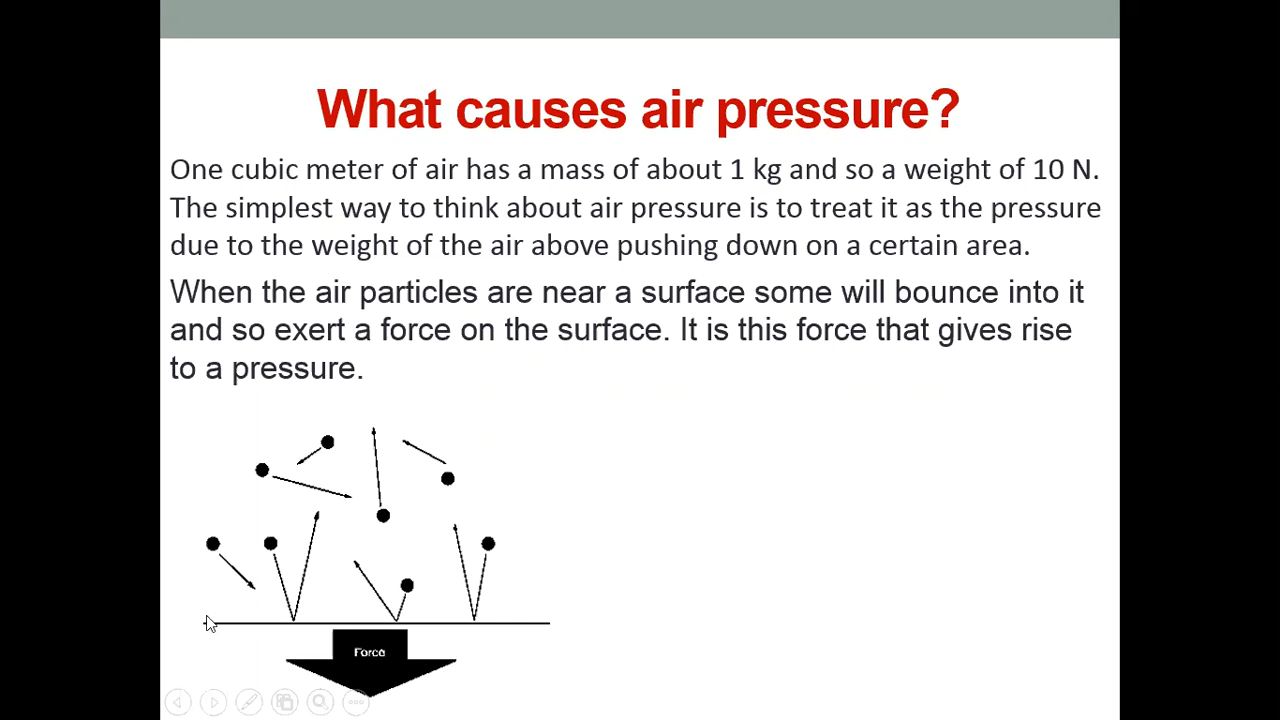 What causes air pressure?
One cubic meter of air has a mass of about 1 kg and so a weight of 10 N.
The simplest way to think about air pressure is to treat it as the pressure
due to the weight of the air above pushing down on a certain area.
When the air particles are near a surface some will bounce into it
and so exert a force on the surface. It is this force that gives rise
to a pressure.
Force